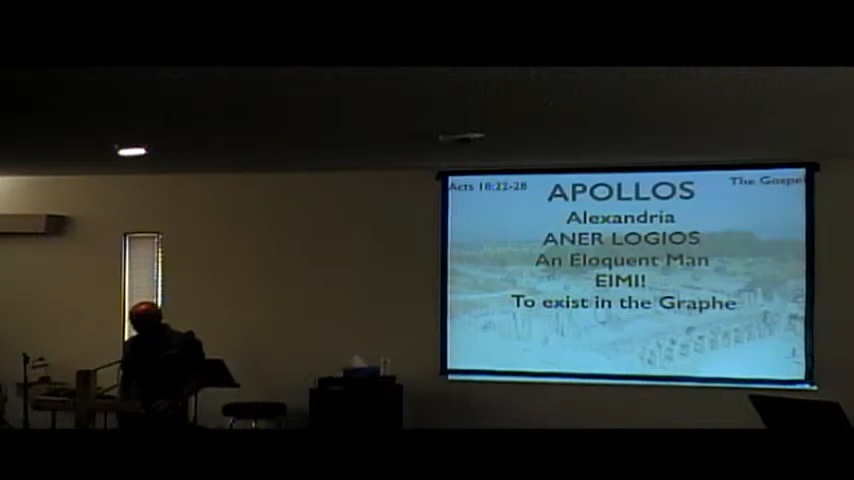 Acts 18:22-28
APOLLOS
The Gospel
Alexandria
ANER LOGIOS
An Eloquent Man
EIMI!
To exist in the Graphe